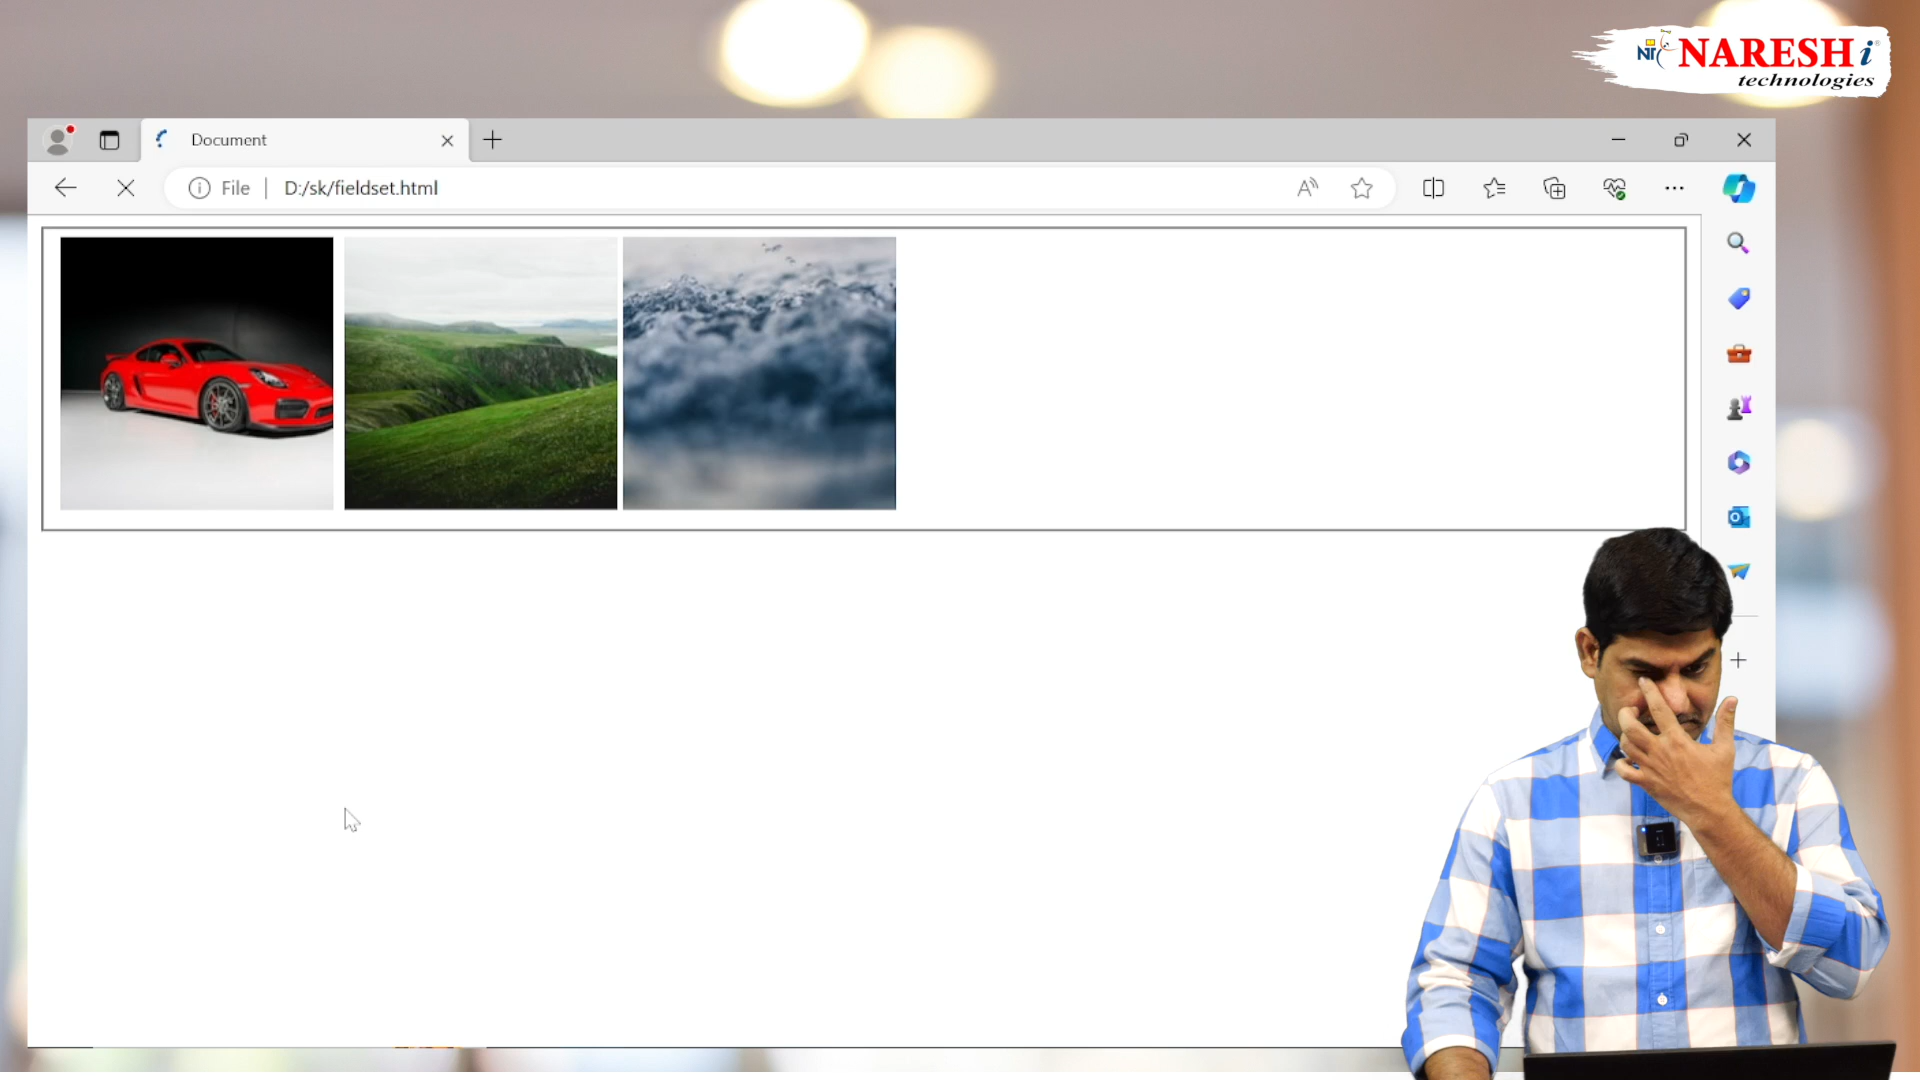 NARESH i
technologies
Document
File
D:/sk/fieldset.html